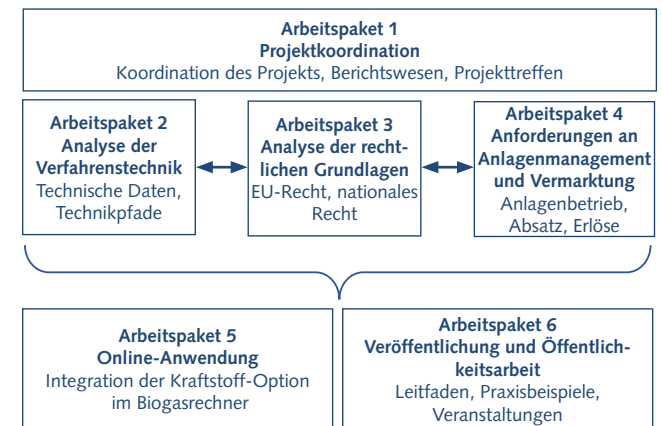 Arbeitspaket 1
Projektkoordination
Koordination des Projekts, Berichtswesen, Projekttreffen
Arbeitspaket 2
Analyse der
Verfahrenstechnik
Technische Daten,
Technikpfade
Arbeitspaket 3
Analyse der recht-
lichen Grundlagen
EU-Recht, nationales
Recht
Arbeitspaket 4
Anforderungen an
Anlagenmanagement
und Vermarktung
Anlagenbetrieb,
Absatz, Erlöse
Arbeitspaket 5
Online-Anwendung
Integration der Kraftstoff-Option
im Biogasrechner
Arbeitspaket 6
Veröffentlichung und Öffentlich-
keitsarbeit
Leitfaden, Praxisbeispiele,
Veranstaltungen